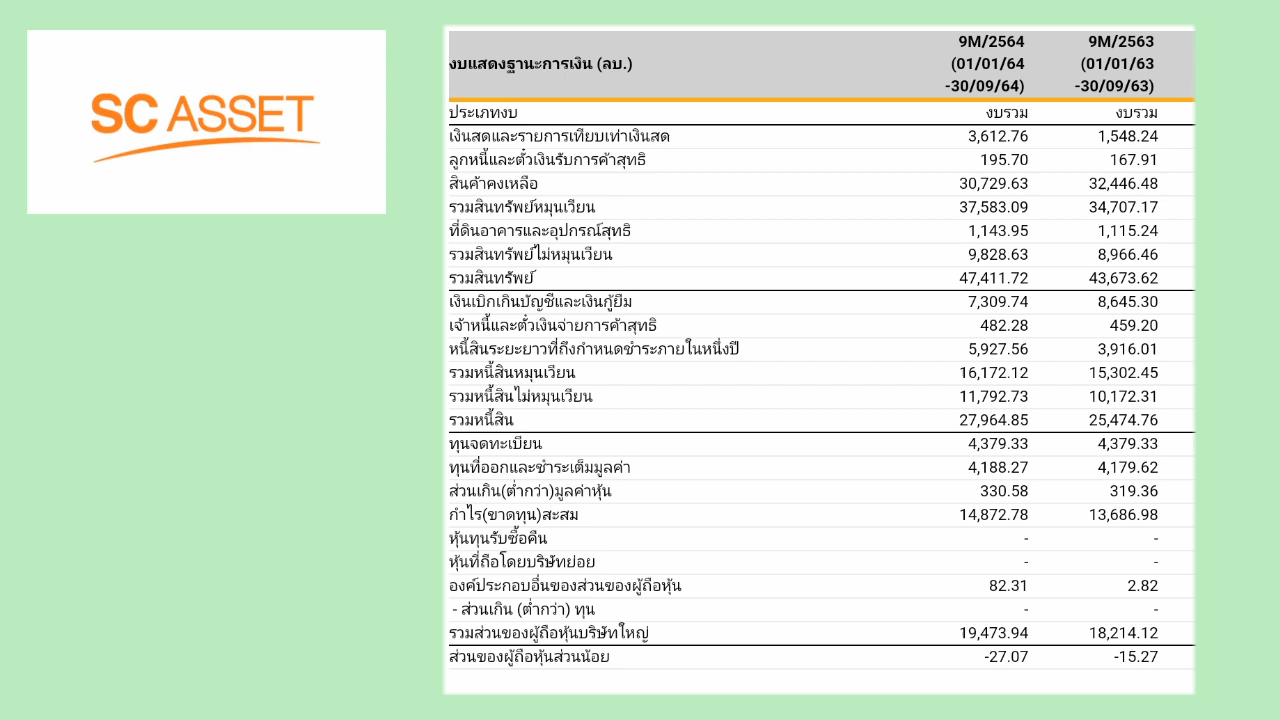 SC ASSET
งบแสดงฐานะการเงิน (ลบ.) 9M/2564 (01/01/64 -30/09/64) 9M/2563 (01/01/63 -30/09/63)
ประเภทงบ งบรวม งบรวม
เงินสดและรายการเทียบเท่าเงินสด 3,612.76 1,548.24
ลูกหนี้และตั๋วเงินรับการค้าสุทธิ 195.70 167.91
สินค้าคงเหลือ 30,729.63 32,446.48
รวมสินทรัพย์หมุนเวียน 37,583.09 34,707.17
ที่ดินอาคารและอุปกรณ์สุทธิ 1,143.95 1,115.24
รวมสินทรัพย์ไม่หมุนเวียน 9,828.63 8,966.46
รวมสินทรัพย์ 47,411.72 43,673.62
เงินเบิกเกินบัญชีและเงินกู้ยืม 7,309.74 8,645.30
เจ้าหนี้และตั๋วเงินจ่ายการค้าสุทธิ 482.28 459.20
หนี้สินระยะยาวที่ถึงกำหนดชำระภายในหนึ่งปี 5,927.56 3,916.01
รวมหนี้สินหมุนเวียน 16,172.12 15,302.45
รวมหนี้สินไม่หมุนเวียน 11,792.73 10,172.31
รวมหนี้สิน 27,964.85 25,474.76
ทุนจดทะเบียน 4,379.33 4,379.33
ทุนที่ออกและชำระเต็มมูลค่า 4,188.27 4,179.62
ส่วนเกิน(ต่ำกว่า)มูลค่าหุ้น 330.58 319.36
กำไร(ขาดทุน)สะสม 14,872.78 13,686.98
หุ้นทุนรับซื้อคืน - -
หุ้นที่ถือโดยบริษัทย่อย - -
องค์ประกอบอื่นของส่วนของผู้ถือหุ้น 82.31 2.82
- ส่วนเกิน (ต่ำกว่า) ทุน - -
รวมส่วนของผู้ถือหุ้นบริษัทใหญ่ 19,473.94 18,214.12
ส่วนของผู้ถือหุ้นส่วนน้อย -27.07 -15.27